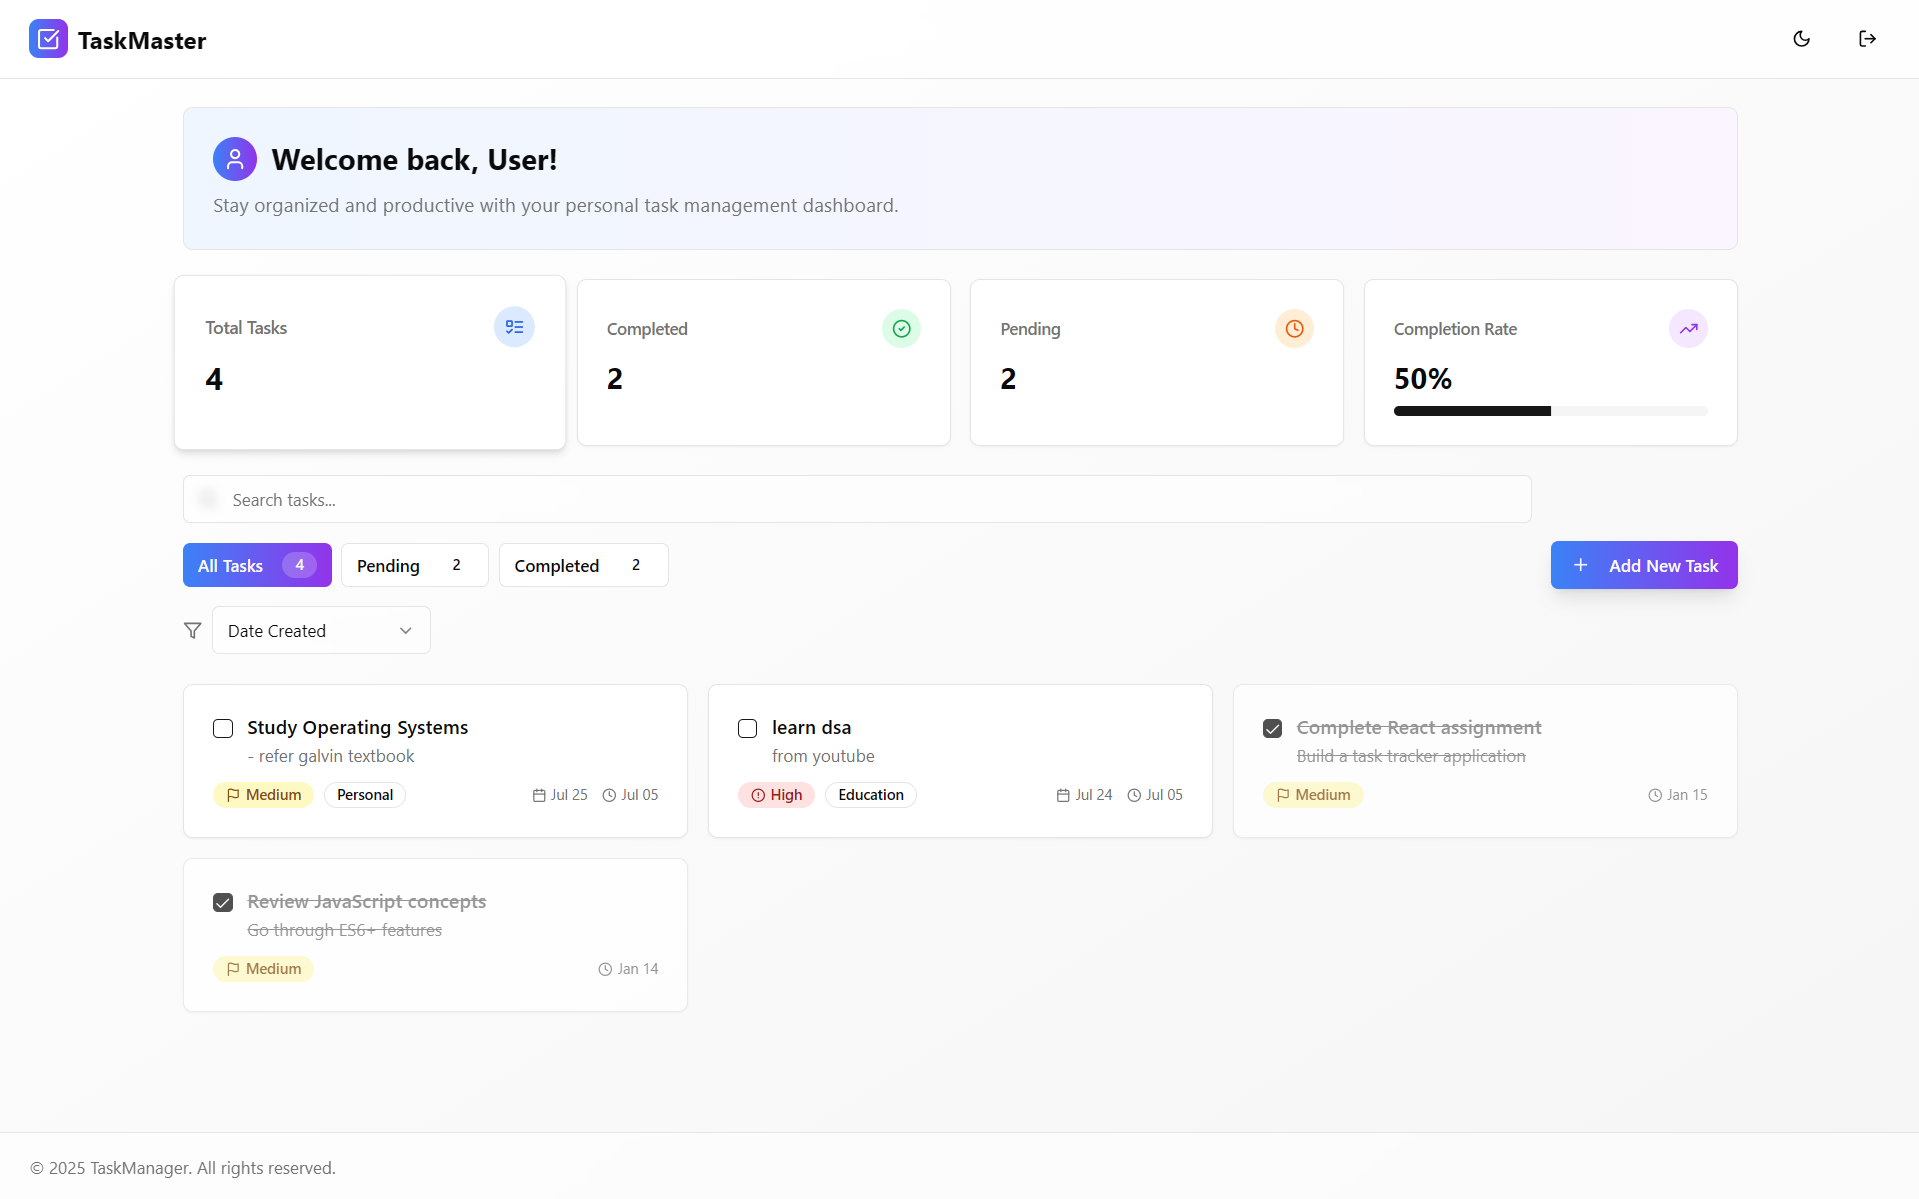 TaskMaster
Welcome back, User!
Stay organized and productive with your personal task management dashboard.
Total Tasks
4
Completed
2
Pending
2
Completion Rate
50%
Search tasks...
All Tasks 4 Pending 2 Completed 2
Add New Task
Date Created
Study Operating Systems
- refer galvin textbook
Medium Personal Jul 25 Jul 05
learn dsa
from youtube
High Education Jul 24 Jul 05
Complete React assignment
Build a task tracker application
Medium Jan 15
Review JavaScript concepts
Go through ES6+ features
Medium Jan 14
© 2025 TaskManager. All rights reserved.